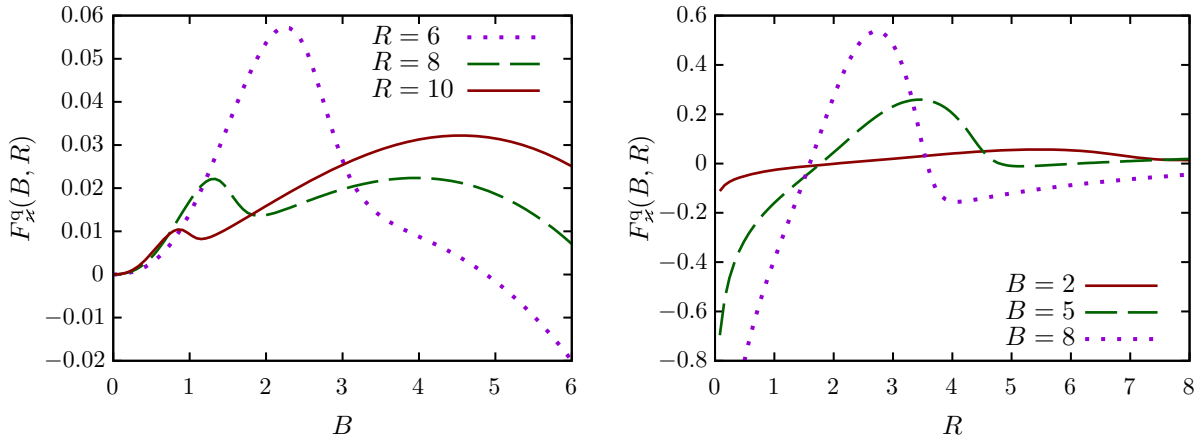 0.06
0.05
0.04
0.03
0.02
0.01
0
−0.01
−0.02
0 1 2 3 4 5 6
F^q_ϰ(B, R)
B
R = 6
R = 8
R = 10
0.6
0.4
0.2
0
−0.2
−0.4
−0.6
−0.8
0 1 2 3 4 5 6 7 8
F^q_ϰ(B, R)
R
B = 2
B = 5
B = 8